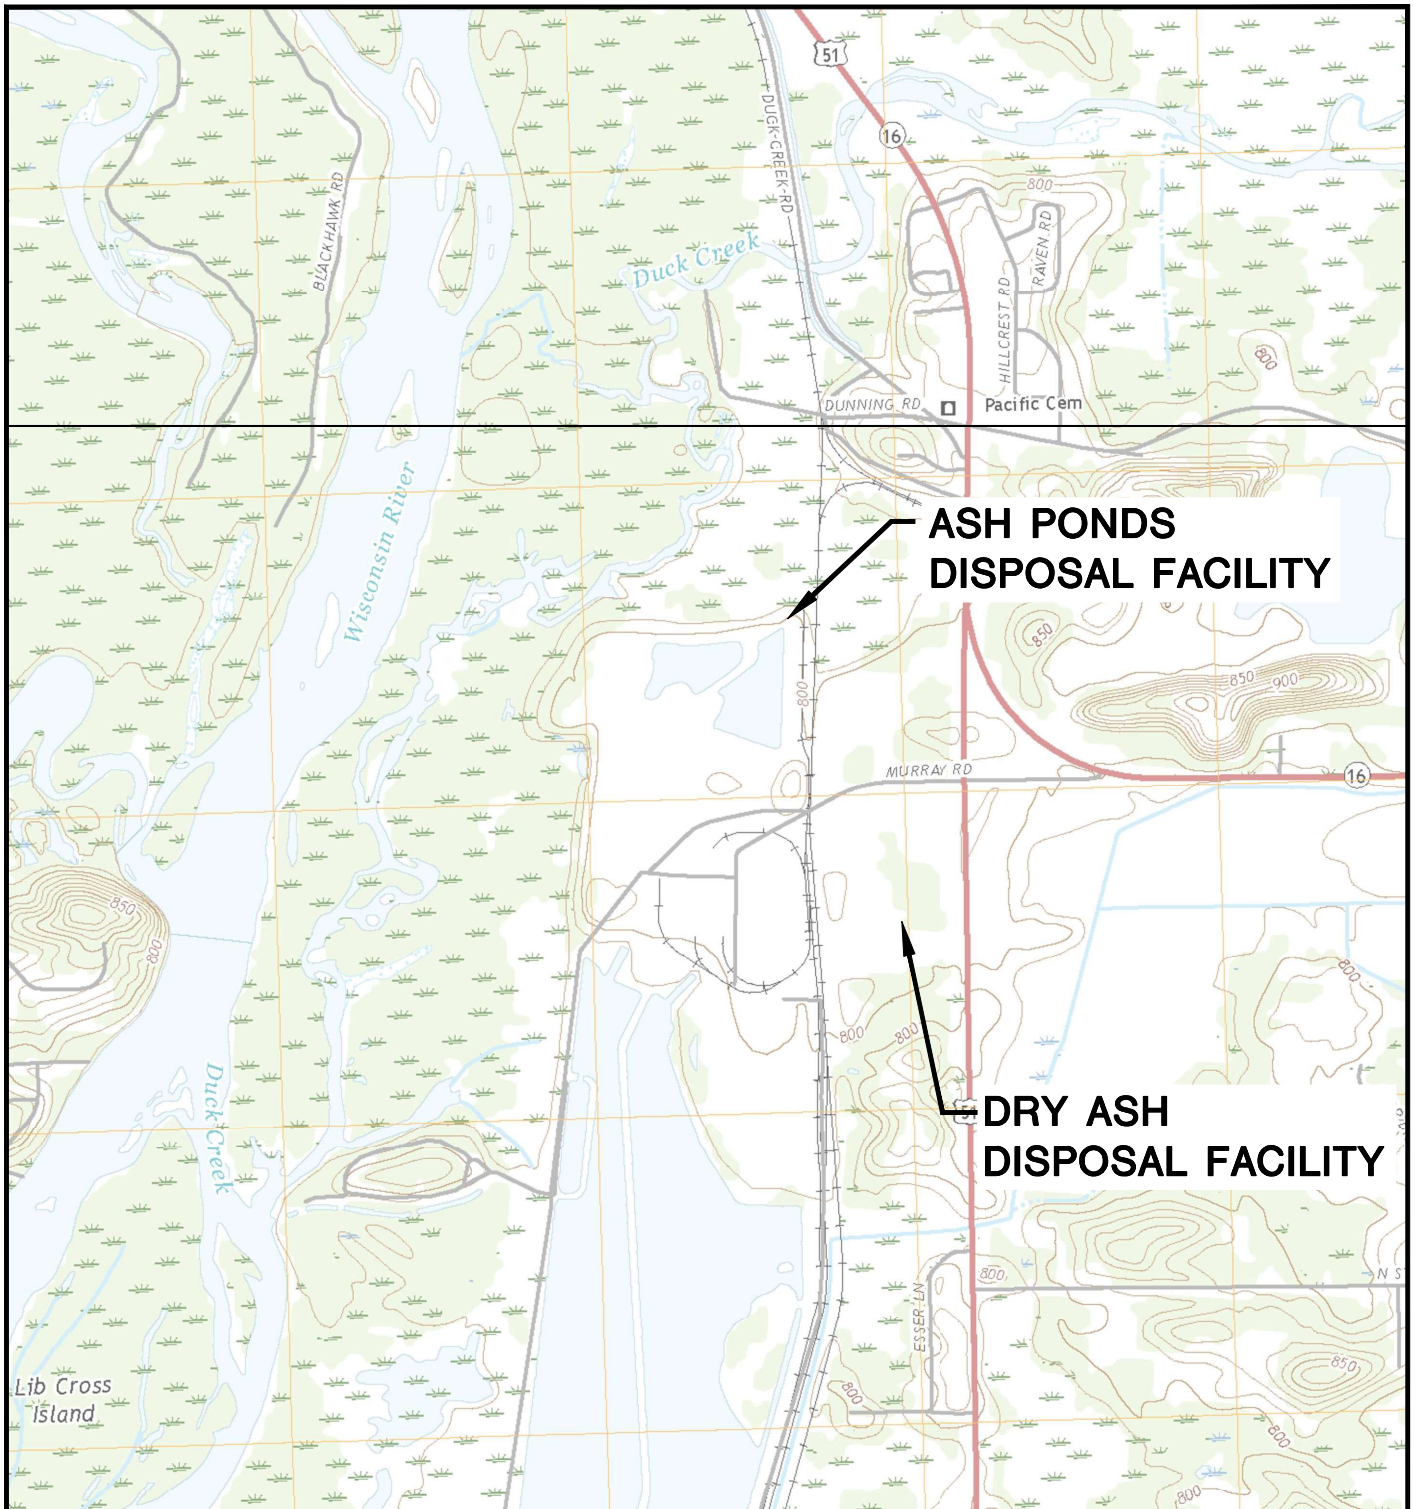 51
16
DUCK-CREEK-RD
BLACKHAWK RD
800
RAVEN RD
Duck Creek
HILLCREST RD
800
DUNNING RD
Pacific Cem
Wisconsin River
ASH PONDS
DISPOSAL FACILITY
850
850
900
800
MURRAY RD
16
850
800
800
800
800
Duck Creek
51
DRY ASH
DISPOSAL FACILITY
800
N S
ESSER LN
850
Lib Cross
Island
800
800
800